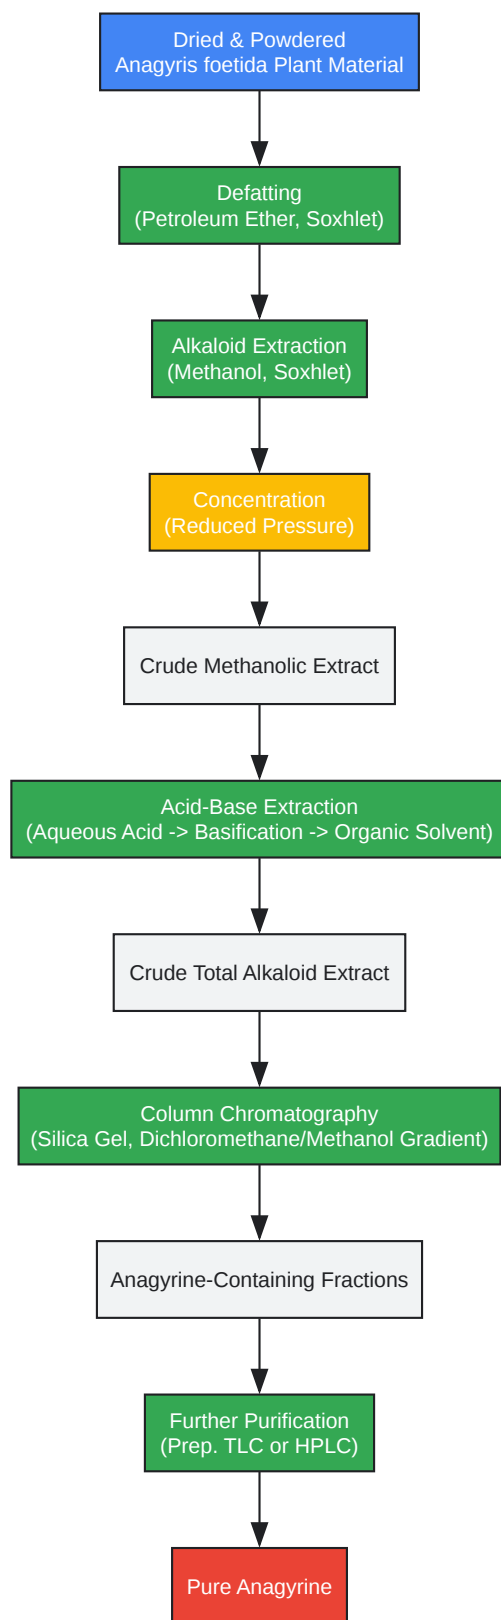 Dried & Powdered
Anagyris foetida Plant Material
Defatting
(Petroleum Ether, Soxhlet)
Alkaloid Extraction
(Methanol, Soxhlet)
Concentration
(Reduced Pressure)
Crude Methanolic Extract
Acid-Base Extraction
(Aqueous Acid -> Basification -> Organic Solvent)
Crude Total Alkaloid Extract
Column Chromatography
(Silica Gel, Dichloromethane/Methanol Gradient)
Anagyrine-Containing Fractions
Further Purification
(Prep. TLC or HPLC)
Pure Anagyrine